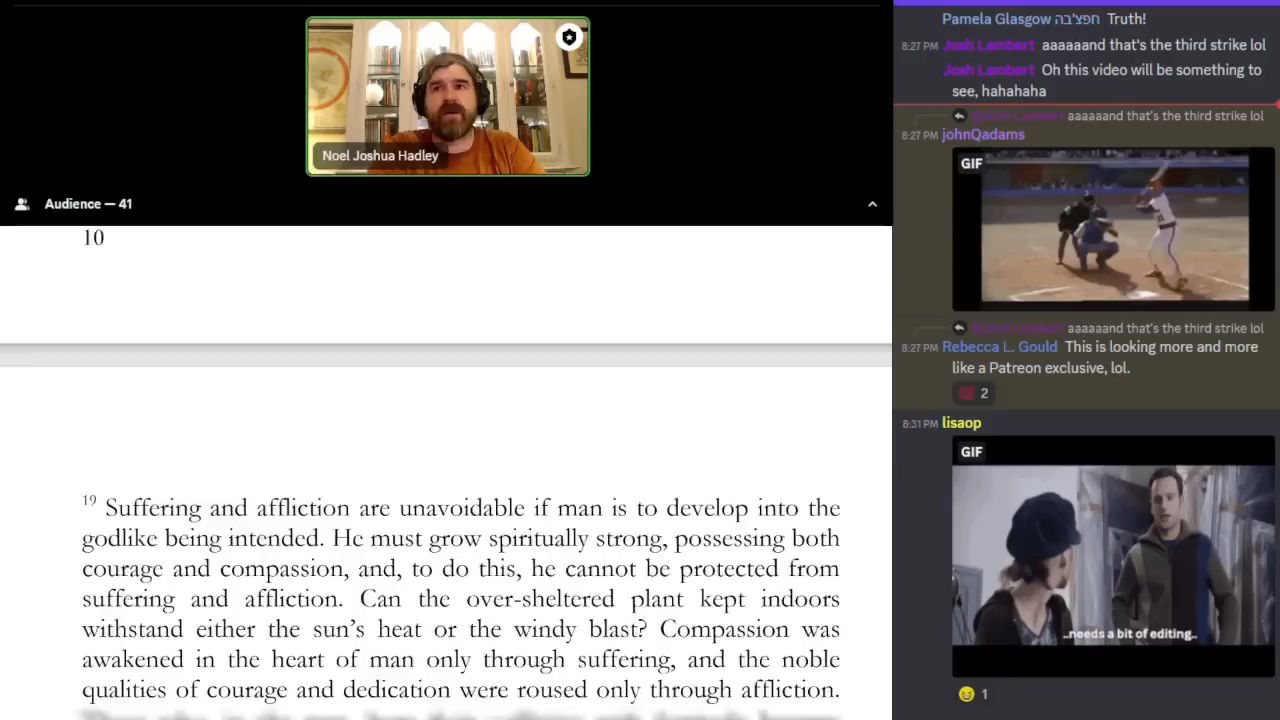 Noel Joshua Hadley
Audience — 41
10
19 Suffering and affliction are unavoidable if man is to develop into the
godlike being intended. He must grow spiritually strong, possessing both
courage and compassion, and, to do this, he cannot be protected from
suffering and affliction. Can the over-sheltered plant kept indoors
withstand either the sun's heat or the windy blast? Compassion was
awakened in the heart of man only through suffering, and the noble
qualities of courage and dedication were roused only through affliction.
Pamela Glasgow חפצ'בה Truth!
8:27 PM Josh Lambert aaaaaand that's the third strike lol
Josh Lambert Oh this video will be something to
see, hahahaha
@Josh Lambert aaaaaand that's the third strike lol
8:27 PM johnQadams
GIF
@Josh Lambert aaaaaand that's the third strike lol
8:27 PM Rebecca L. Gould This is looking more and more
like a Patreon exclusive, lol.
2
8:31 PM lisaop
GIF
..needs a bit of editing..
1